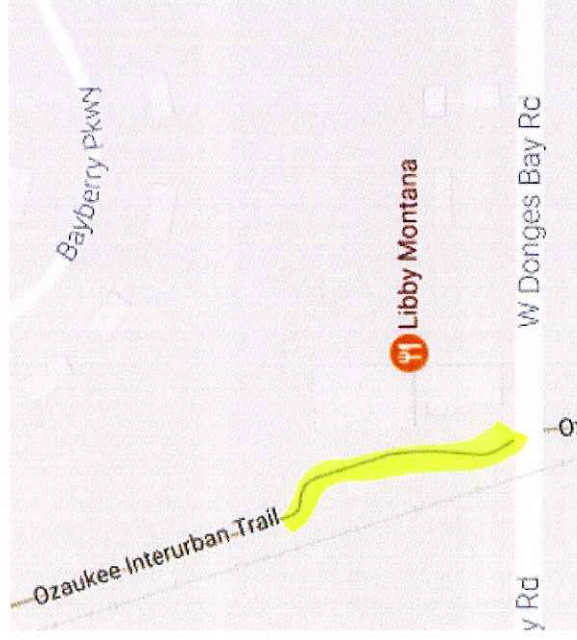 Bayberry Pkwy
Libby Montana
W Donges Bay Rd
Ozaukee Interurban Trail
y Rd